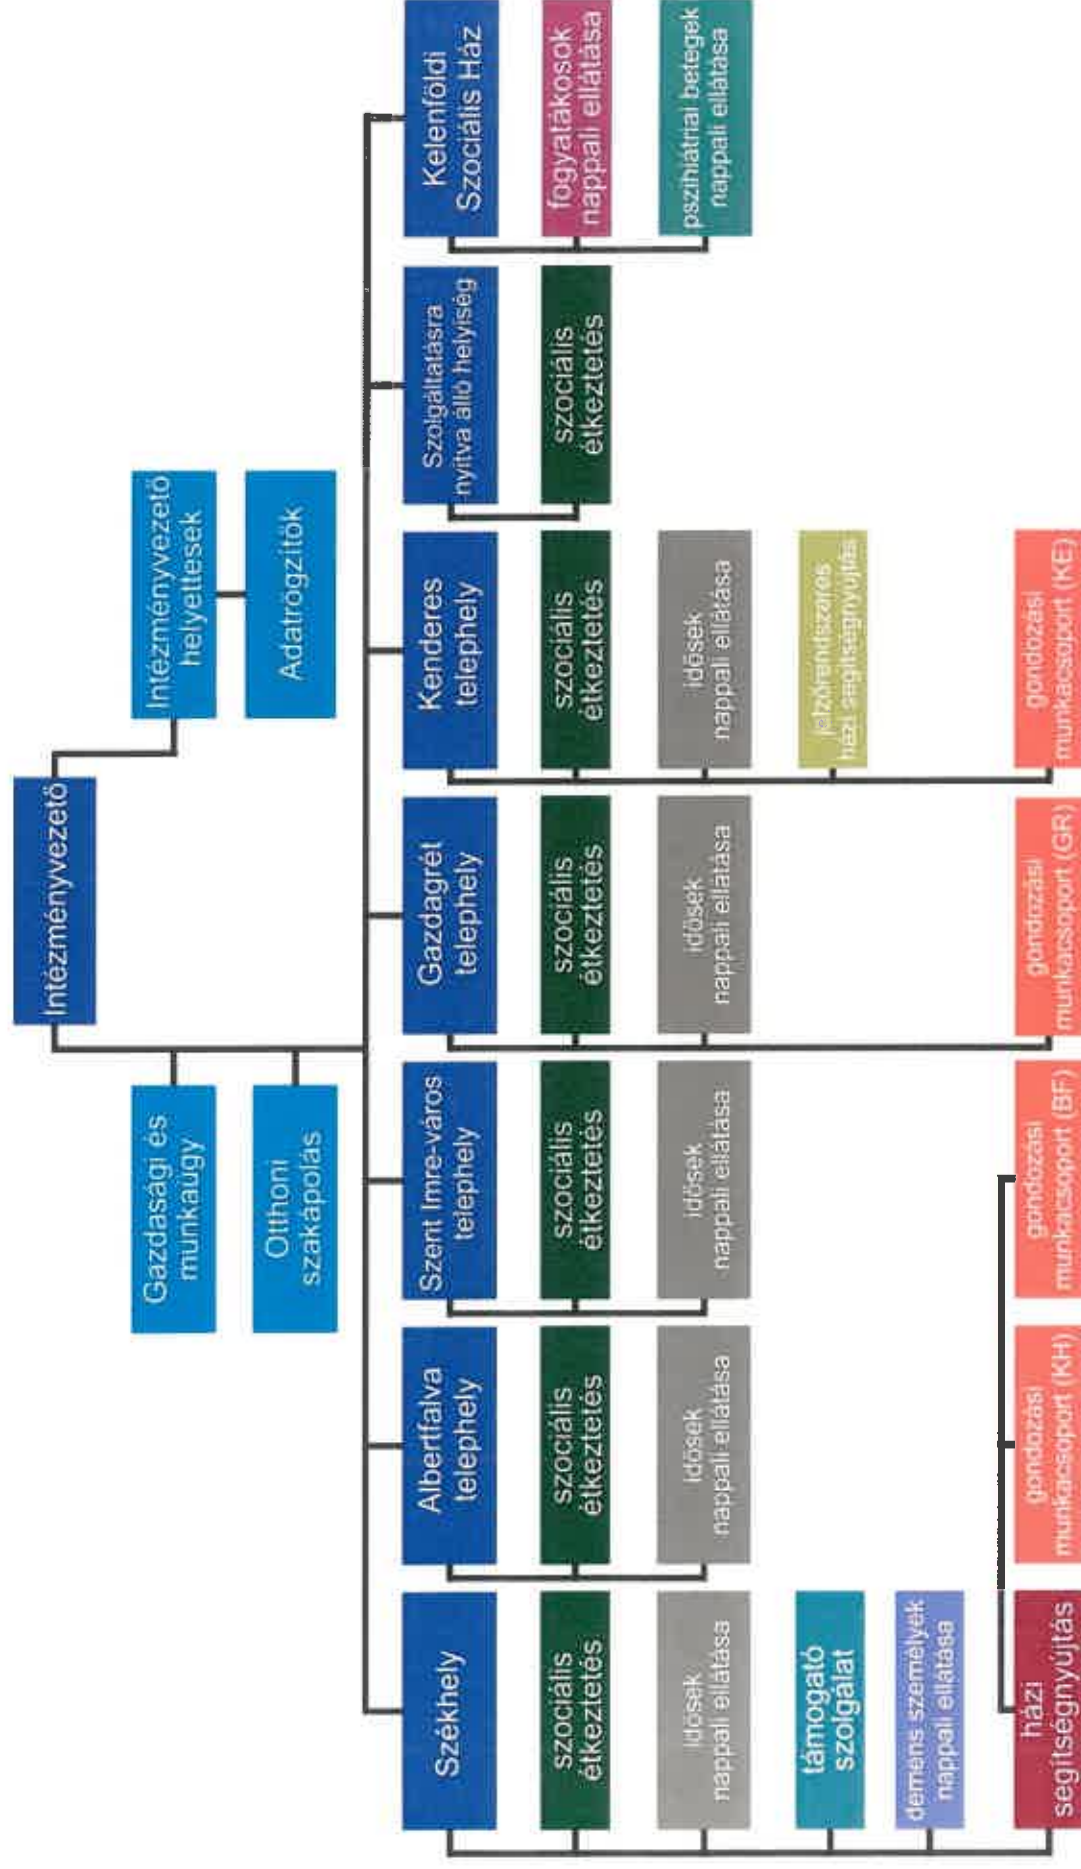 Intézményvezető
Gazdasági és
munkaügy
Intézményvezető
helyettesek
Otthoni
szakápolás
Adatrögzítők
Székhely
Albertfalva
telephely
Szent Imre-város
telephely
Gazdagrét
telephely
Kenderes
telephely
Szolgáltatásra
nyitva álló helyiség
Kelenföldi
Szociális Ház
szociális
étkeztetés
szociális
étkeztetés
szociális
étkeztetés
szociális
étkeztetés
szociális
étkeztetés
szociális
étkeztetés
fogyatákosok
nappali ellátása
idősek
nappali ellátása
idősek
nappali ellátása
idősek
nappali ellátása
idősek
nappali ellátása
idősek
nappali ellátása
pszihiátriai betegek
nappali ellátása
támogató
szolgálat
jelzőrendszeres
házi segítségnyújtás
demens személyek
nappali ellátása
házi
segítségnyújtás
gondozási
munkacsoport (KH)
gondozási
munkacsoport (BF)
gondozási
munkacsoport (GR)
gondozási
munkacsoport (KE)